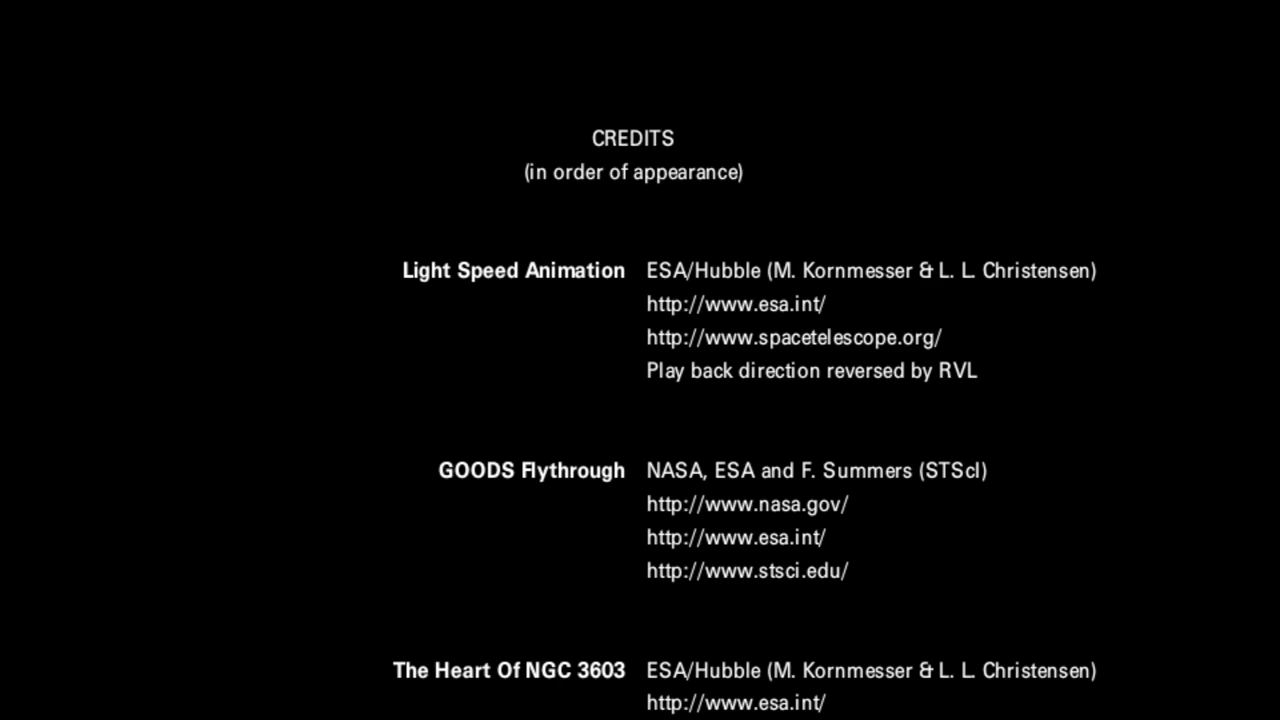 CREDITS
(in order of appearance)
Light Speed Animation ESA/Hubble (M. Kornmesser & L. L. Christensen)
http://www.esa.int/
http://www.spacetelescope.org/
Play back direction reversed by RVL
GOODS Flythrough NASA, ESA and F. Summers (STScI)
http://www.nasa.gov/
http://www.esa.int/
http://www.stsci.edu/
The Heart Of NGC 3603 ESA/Hubble (M. Kornmesser & L. L. Christensen)
http://www.esa.int/